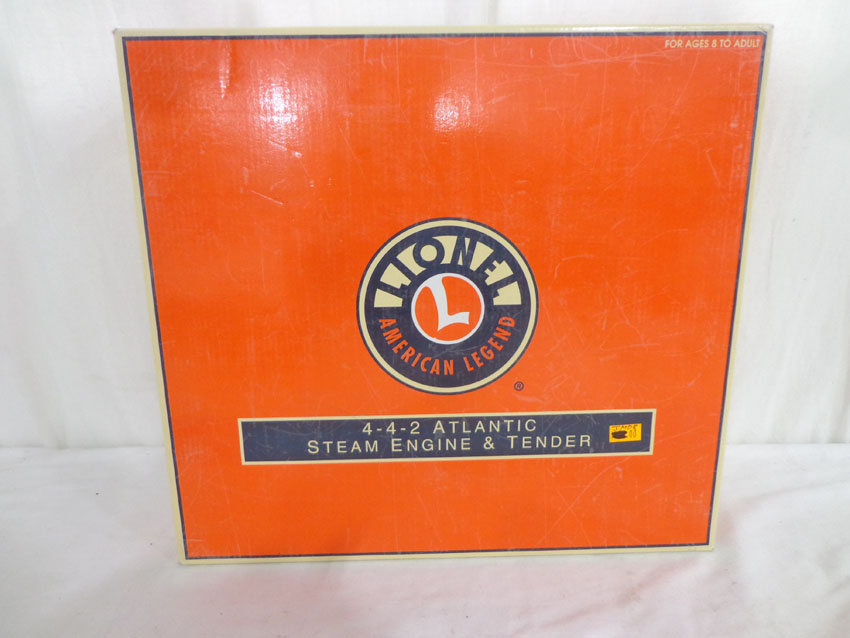 FOR AGES 8 TO ADULT
LIONEL
L
AMERICAN LEGEND
®
4-4-2 ATLANTIC
STEAM ENGINE & TENDER